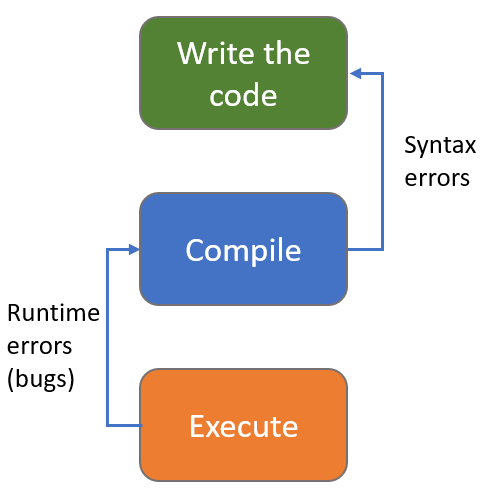 Write the
code
Syntax
errors
Compile
Runtime
errors
(bugs)
Execute